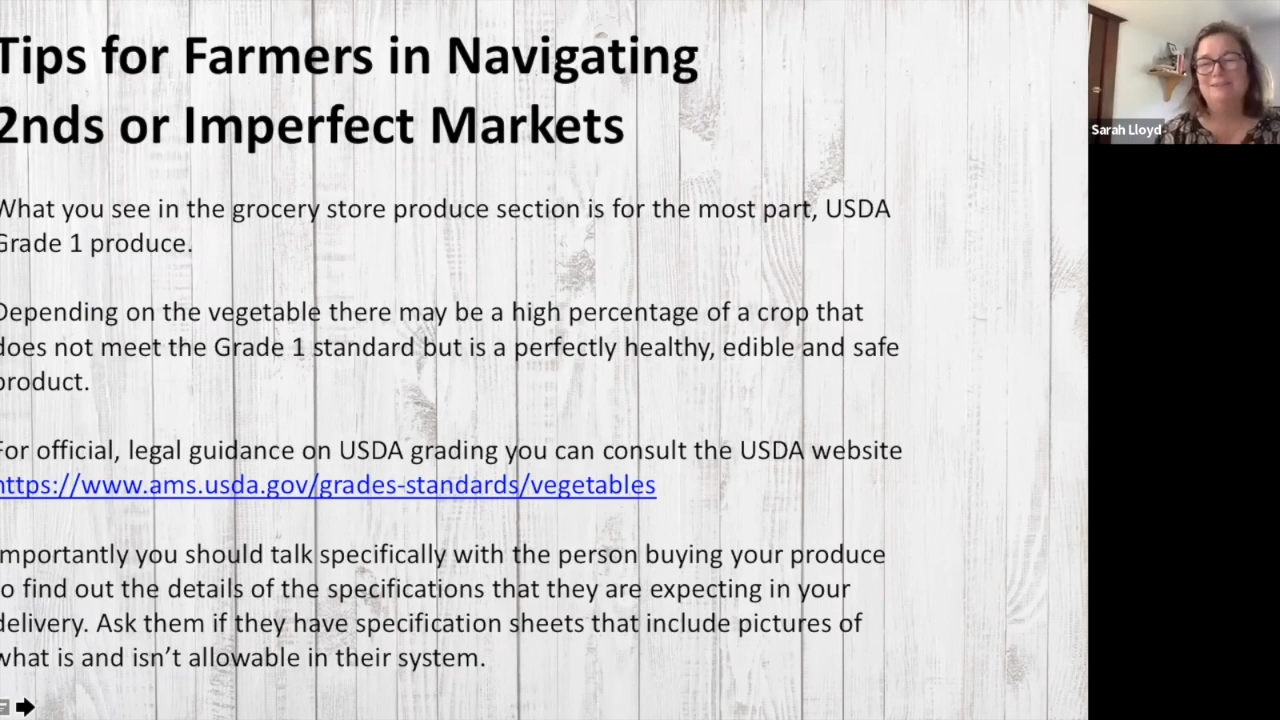 Tips for Farmers in Navigating
2nds or Imperfect Markets
What you see in the grocery store produce section is for the most part, USDA
Grade 1 produce.
Depending on the vegetable there may be a high percentage of a crop that
does not meet the Grade 1 standard but is a perfectly healthy, edible and safe
product.
For official, legal guidance on USDA grading you can consult the USDA website
https://www.ams.usda.gov/grades-standards/vegetables
Importantly you should talk specifically with the person buying your produce
to find out the details of the specifications that they are expecting in your
delivery. Ask them if they have specification sheets that include pictures of
what is and isn’t allowable in their system.
Sarah Lloyd